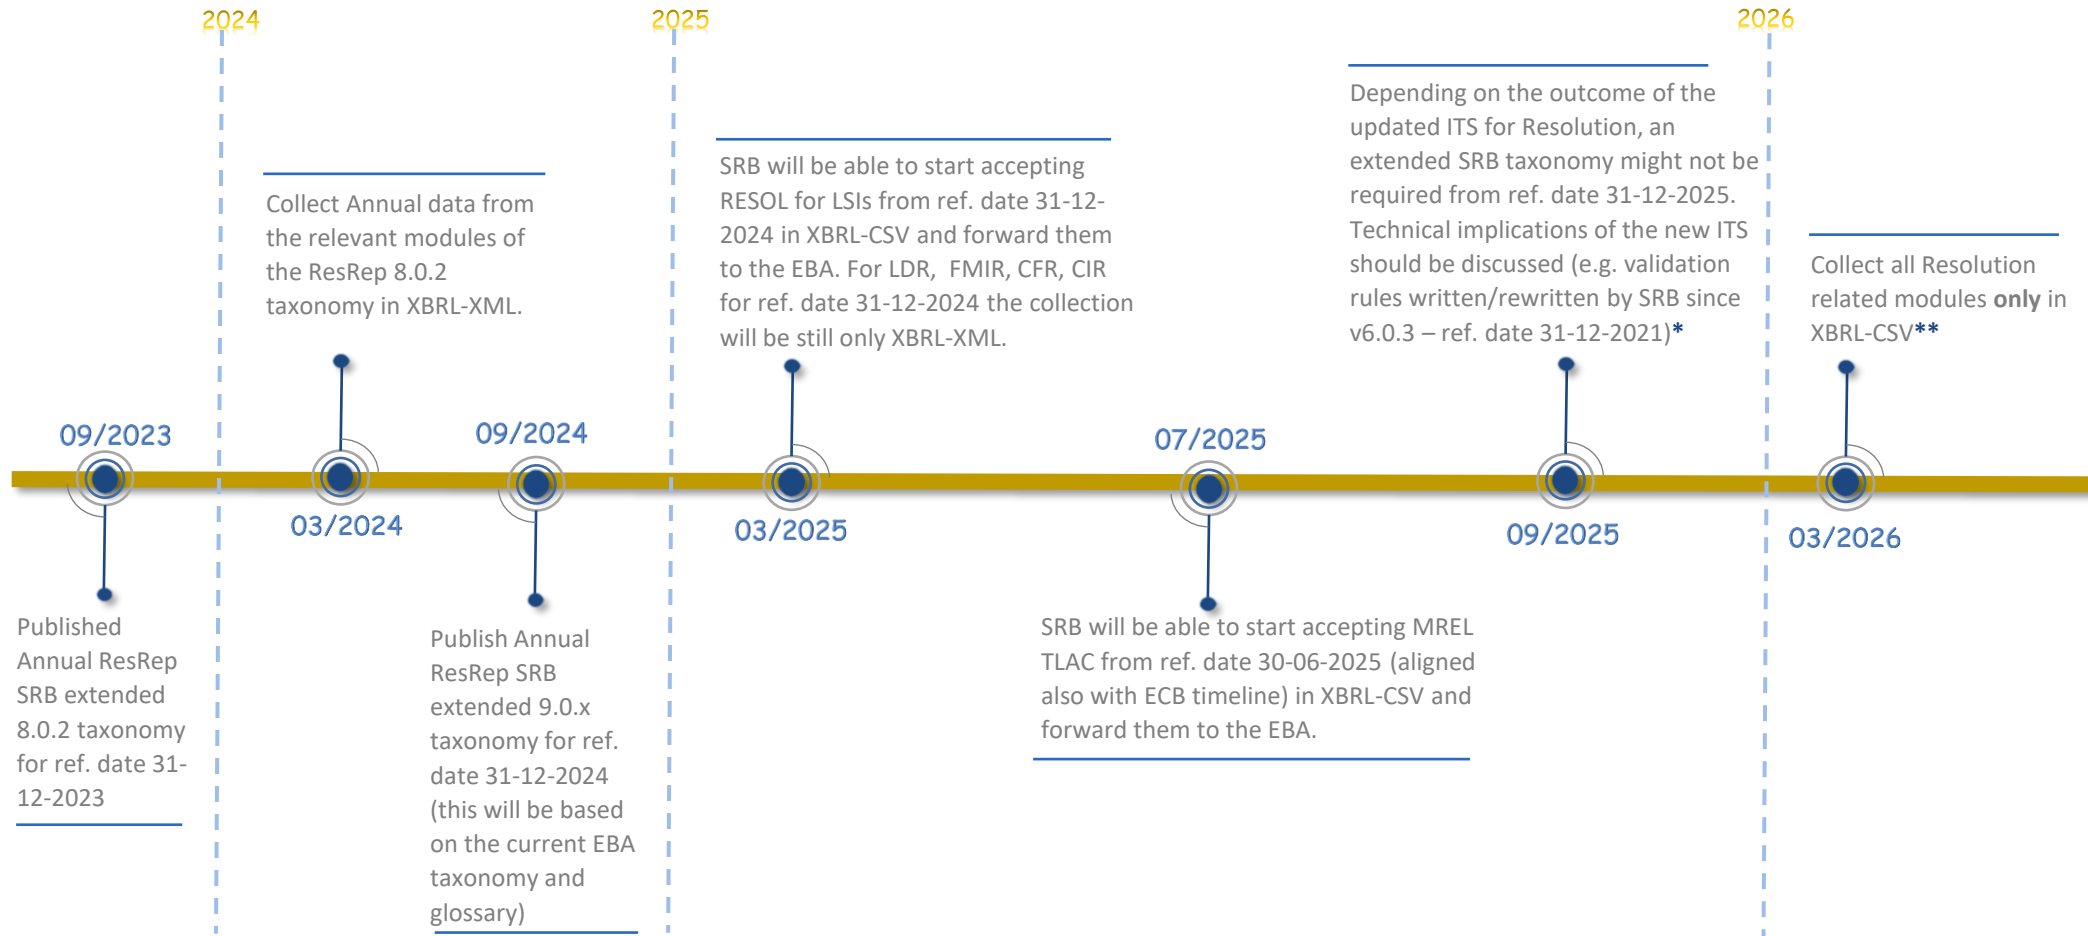 2024
2025
2026
Collect Annual data from
the relevant modules of
the ResRep 8.0.2
taxonomy in XBRL-XML.
SRB will be able to start accepting
RESOL for LSIs from ref. date 31-12-
2024 in XBRL-CSV and forward them
to the EBA. For LDR, FMIR, CFR, CIR
for ref. date 31-12-2024 the collection
will be still only XBRL-XML.
Depending on the outcome of the
updated ITS for Resolution, an
extended SRB taxonomy might not be
required from ref. date 31-12-2025.
Technical implications of the new ITS
should be discussed (e.g. validation
rules written/rewritten by SRB since
v6.0.3 – ref. date 31-12-2021)*
Collect all Resolution
related modules only in
XBRL-CSV**
09/2023
03/2024
09/2024
03/2025
07/2025
09/2025
03/2026
Published
Annual ResRep
SRB extended
8.0.2 taxonomy
for ref. date 31-
12-2023
Publish Annual
ResRep SRB
extended 9.0.x
taxonomy for ref.
date 31-12-2024
(this will be based
on the current EBA
taxonomy and
glossary)
SRB will be able to start accepting MREL
TLAC from ref. date 30-06-2025 (aligned
also with ECB timeline) in XBRL-CSV and
forward them to the EBA.